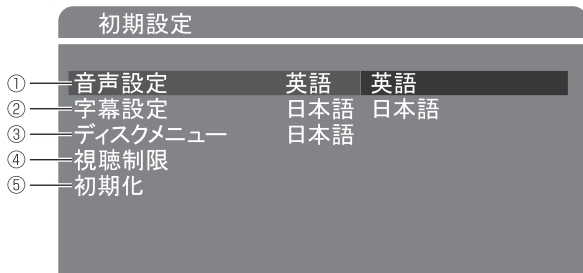 初期設定
① 音声設定 英語 英語
② 字幕設定 日本語 日本語
③ ディスクメニュー 日本語
④ 視聴制限
⑤ 初期化